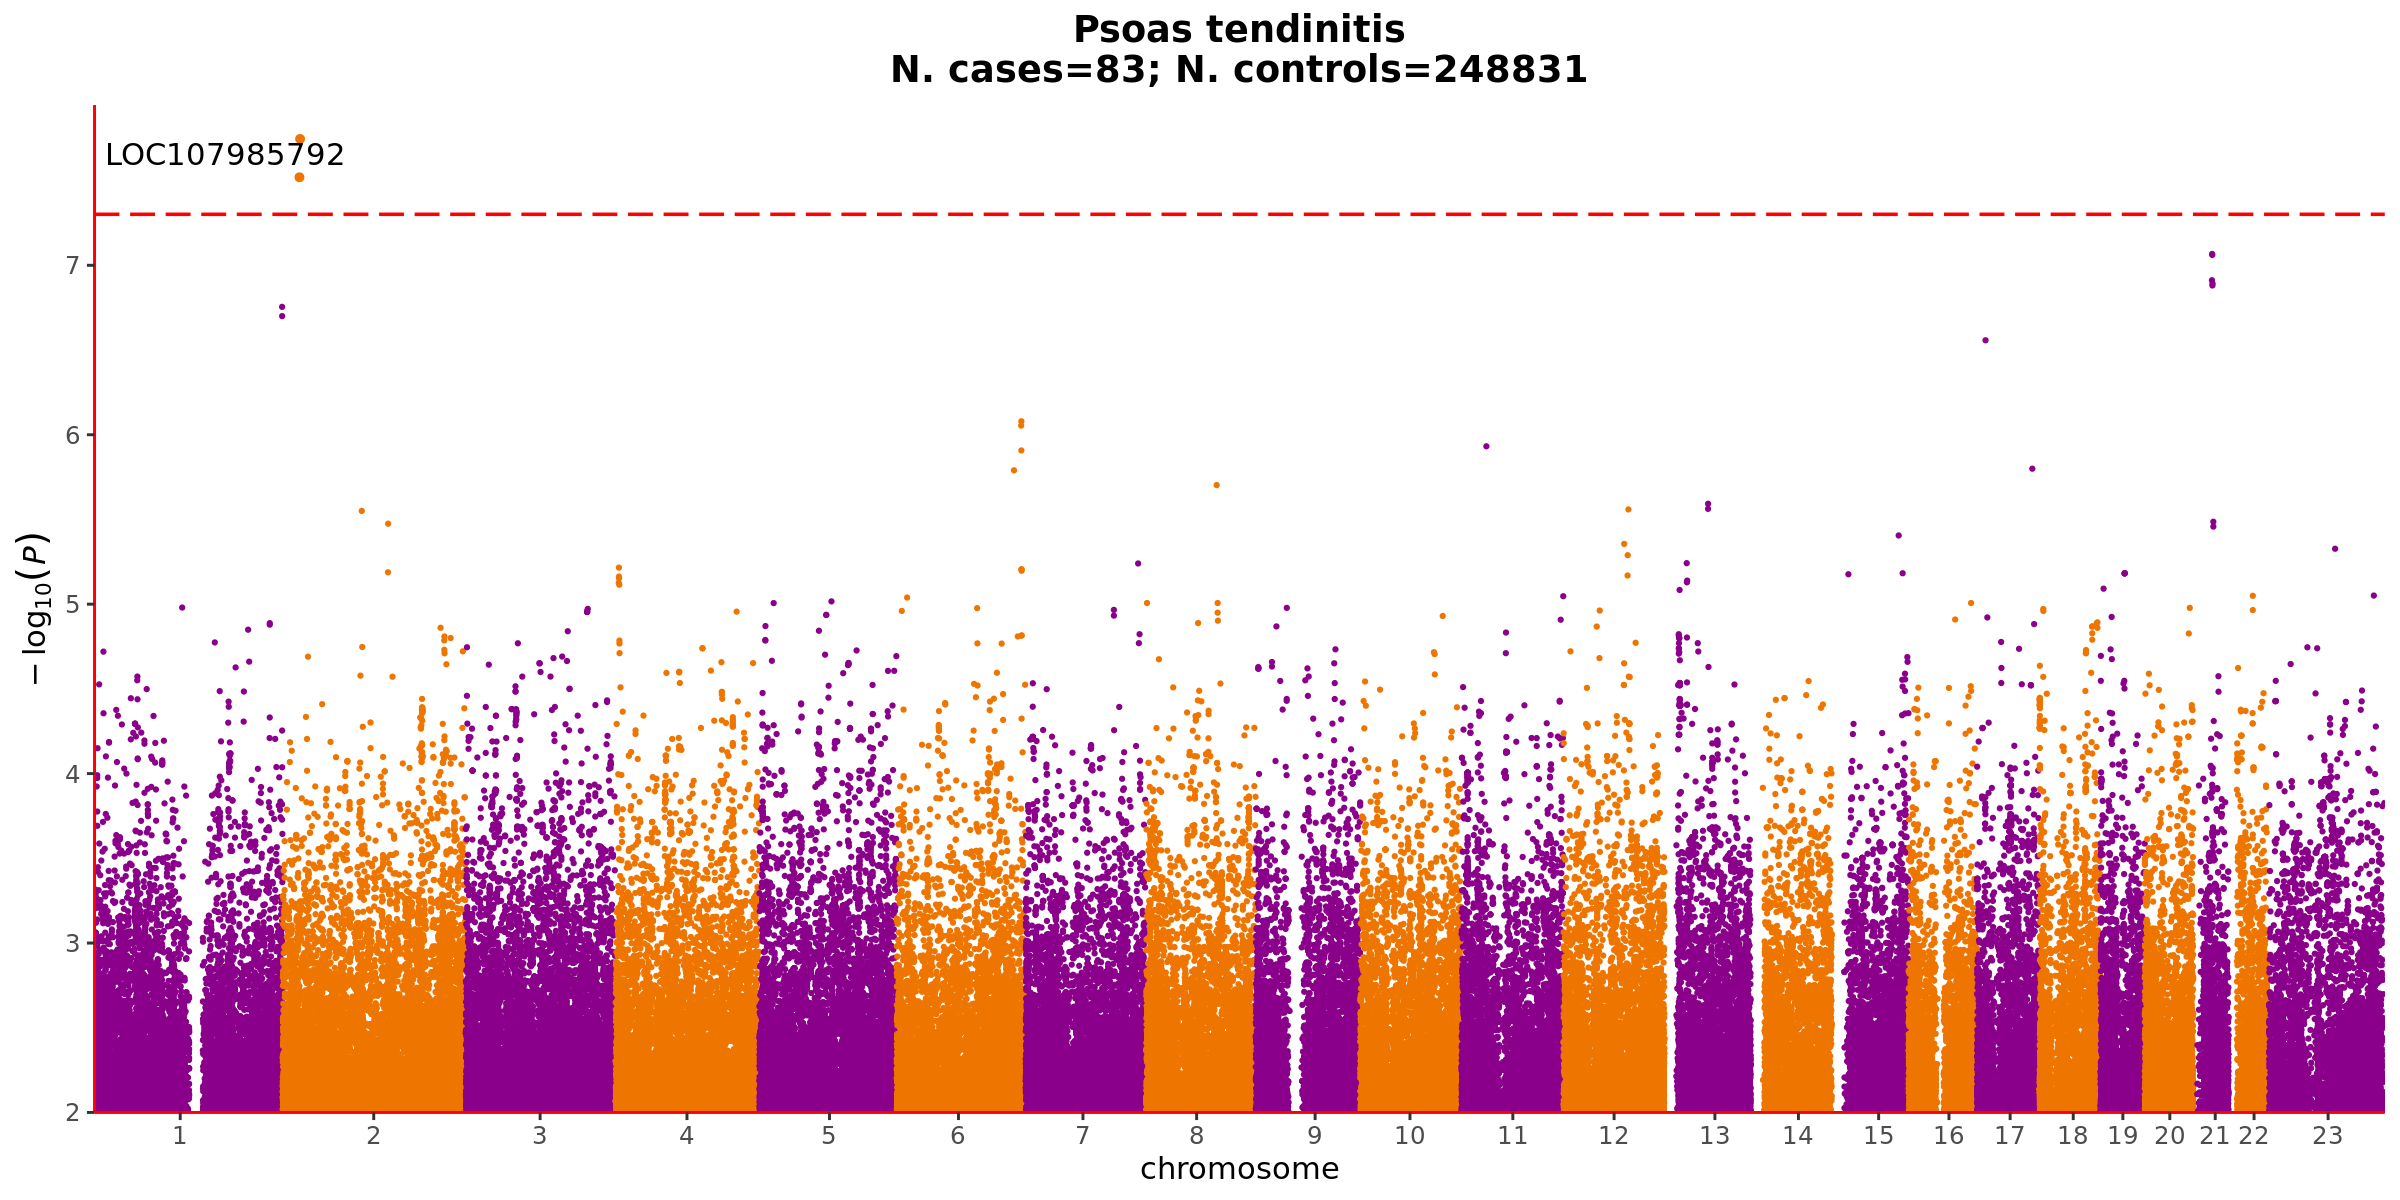 Psoas tendinitis
N. cases=83; N. controls=248831
LOC107985792
7
6
5
4
3
2
− log10(P)
1 2 3 4 5 6 7 8 9 10 11 12 13 14 15 16 17 18 19 20 21 22 23
chromosome